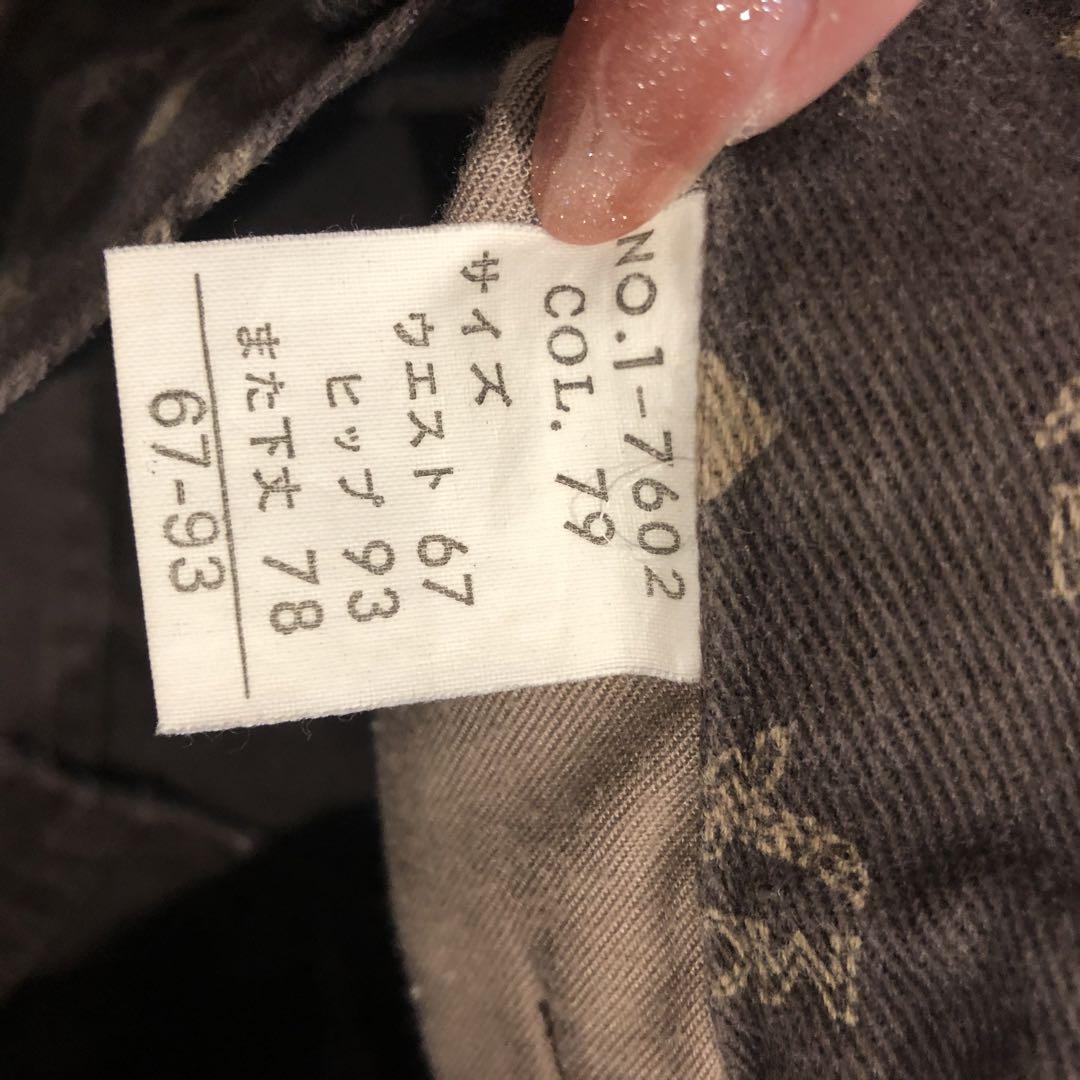 NO.1-7602
COL. 79
サイズ
ウエスト 67
ヒップ 93
また下丈 78
67-93